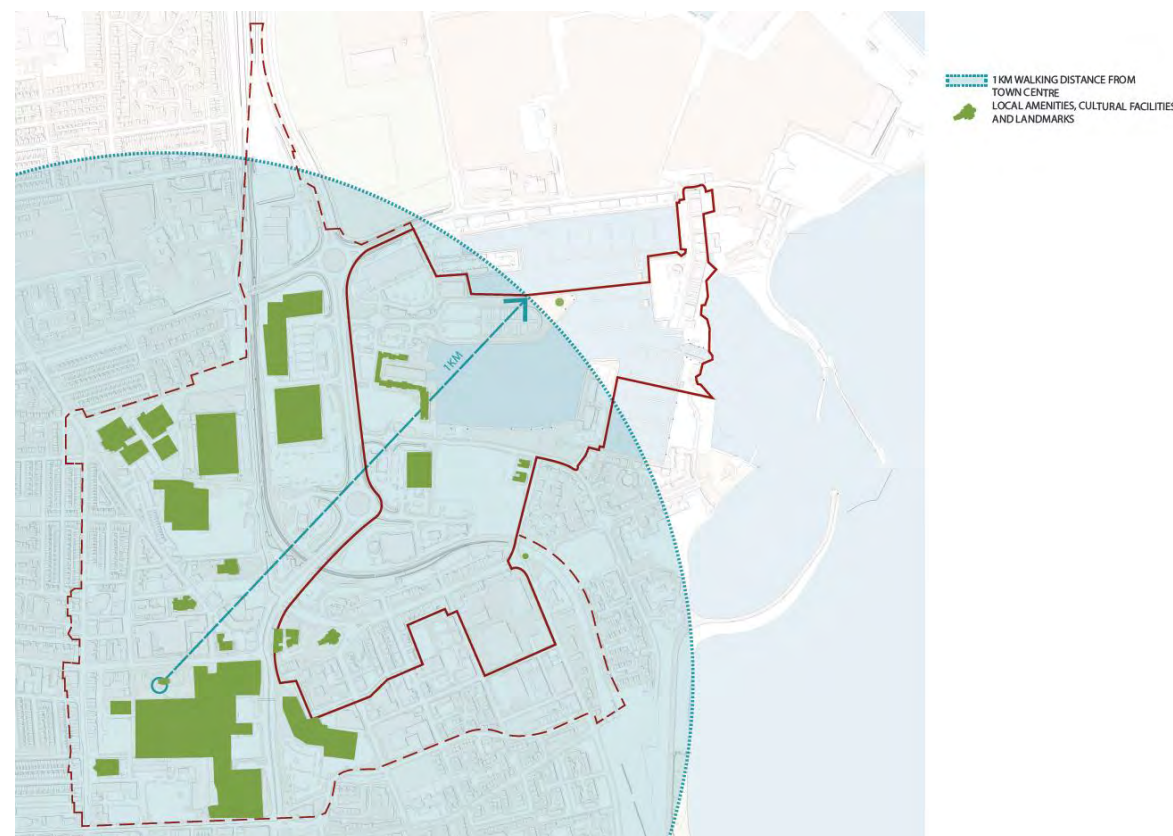 1KM WALKING DISTANCE FROM
TOWN CENTRE
LOCAL AMENITIES, CULTURAL FACILITIES
AND LANDMARKS
1KM